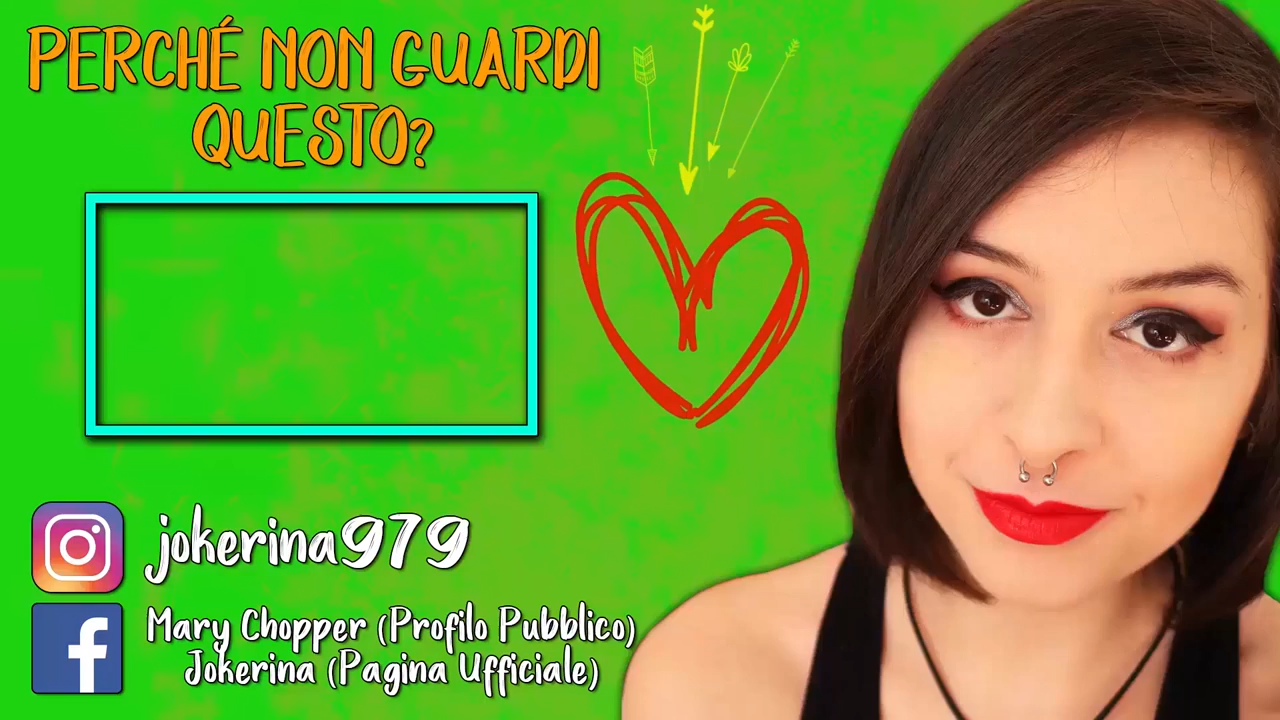 PERCHÉ NON GUARDI
QUESTO?
jokerina979
Mary Chopper (Profilo Pubblico)
Jokerina (Pagina Ufficiale)